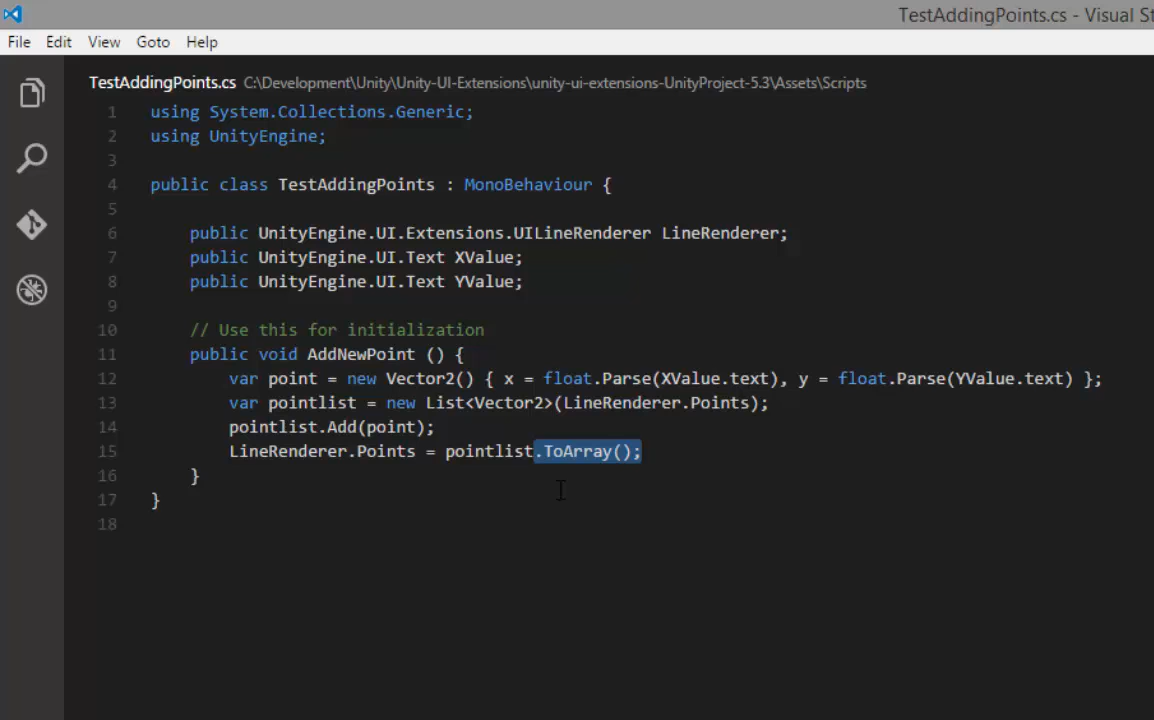 TestAddingPoints.cs - Visual St
File Edit View Goto Help
TestAddingPoints.cs C:\Development\Unity\Unity-UI-Extensions\unity-ui-extensions-UnityProject-5.3\Assets\Scripts
1 using System.Collections.Generic;
2 using UnityEngine;
3
4 public class TestAddingPoints : MonoBehaviour {
5
6 public UnityEngine.UI.Extensions.UILineRenderer LineRenderer;
7 public UnityEngine.UI.Text XValue;
8 public UnityEngine.UI.Text YValue;
9
10 // Use this for initialization
11 public void AddNewPoint () {
12 var point = new Vector2() { x = float.Parse(XValue.text), y = float.Parse(YValue.text) };
13 var pointlist = new List<Vector2>(LineRenderer.Points);
14 pointlist.Add(point);
15 LineRenderer.Points = pointlist.ToArray();
16 }
17 }
18